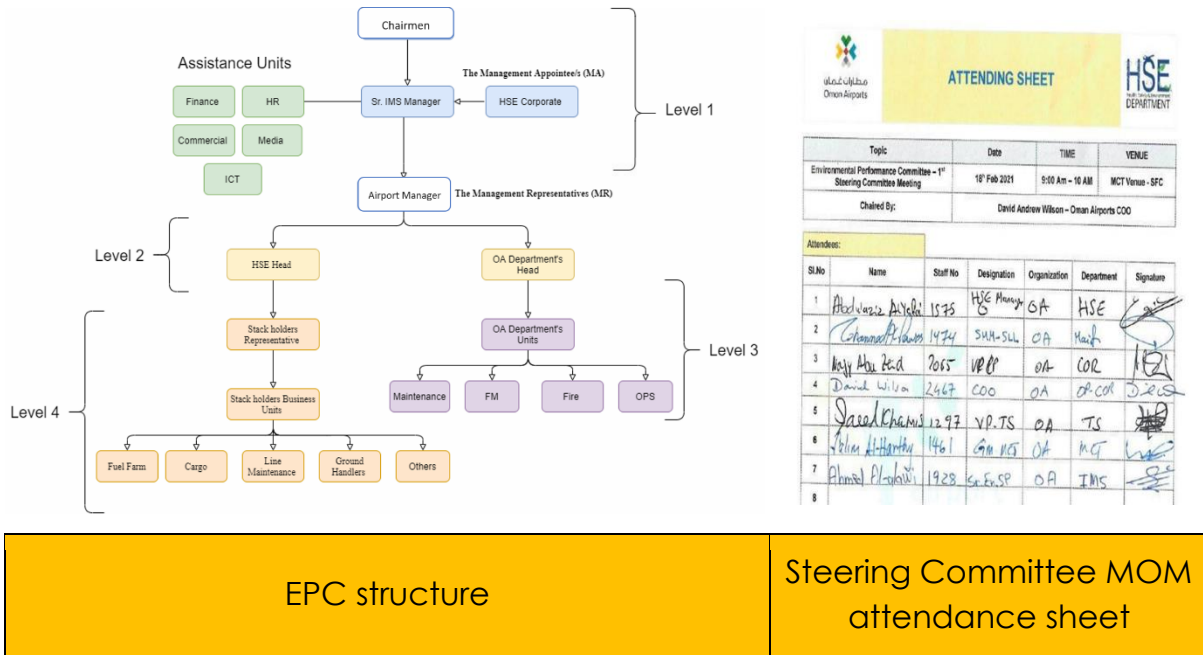 Chairmen
Assistance Units
The Management Appointee/s (MA)
Finance
HR
Sr. IMS Manager
HSE Corporate
Level 1
Commercial
Media
ICT
Airport Manager
The Management Representatives (MR)
Level 2
HSE Head
OA Department's
Head
Stack holders
Representative
OA Department's
Units
Level 3
Level 4
Stack holders Business
Units
Maintenance
FM
Fire
OPS
Fuel Farm
Cargo
Line
Maintenance
Ground
Handlers
Others
مطارات عُمان
Oman Airports
ATTENDING SHEET
HSE
DEPARTMENT
Topic Date TIME VENUE
Environmental Performance Committee – 1st
Steering Committee Meeting
18th Feb 2021
9:00 Am – 10 AM
MCT Venue - SFC
Chaired By:
David Andrew Wilson – Oman Airports COO
Attendees:
Sl.No Name Staff No Designation Organization Department Signature
1 1575 HSE Manager OA HSE
2 1474 OA
3 2065 OA COR
4 David Wilson 2467 COO OA
5 Saeed Khamis 1297 VP.TS OA TS
6 1461 OA MCT
7 Ahmed 1928 OA IMS
8
EPC structure
Steering Committee MOM
attendance sheet